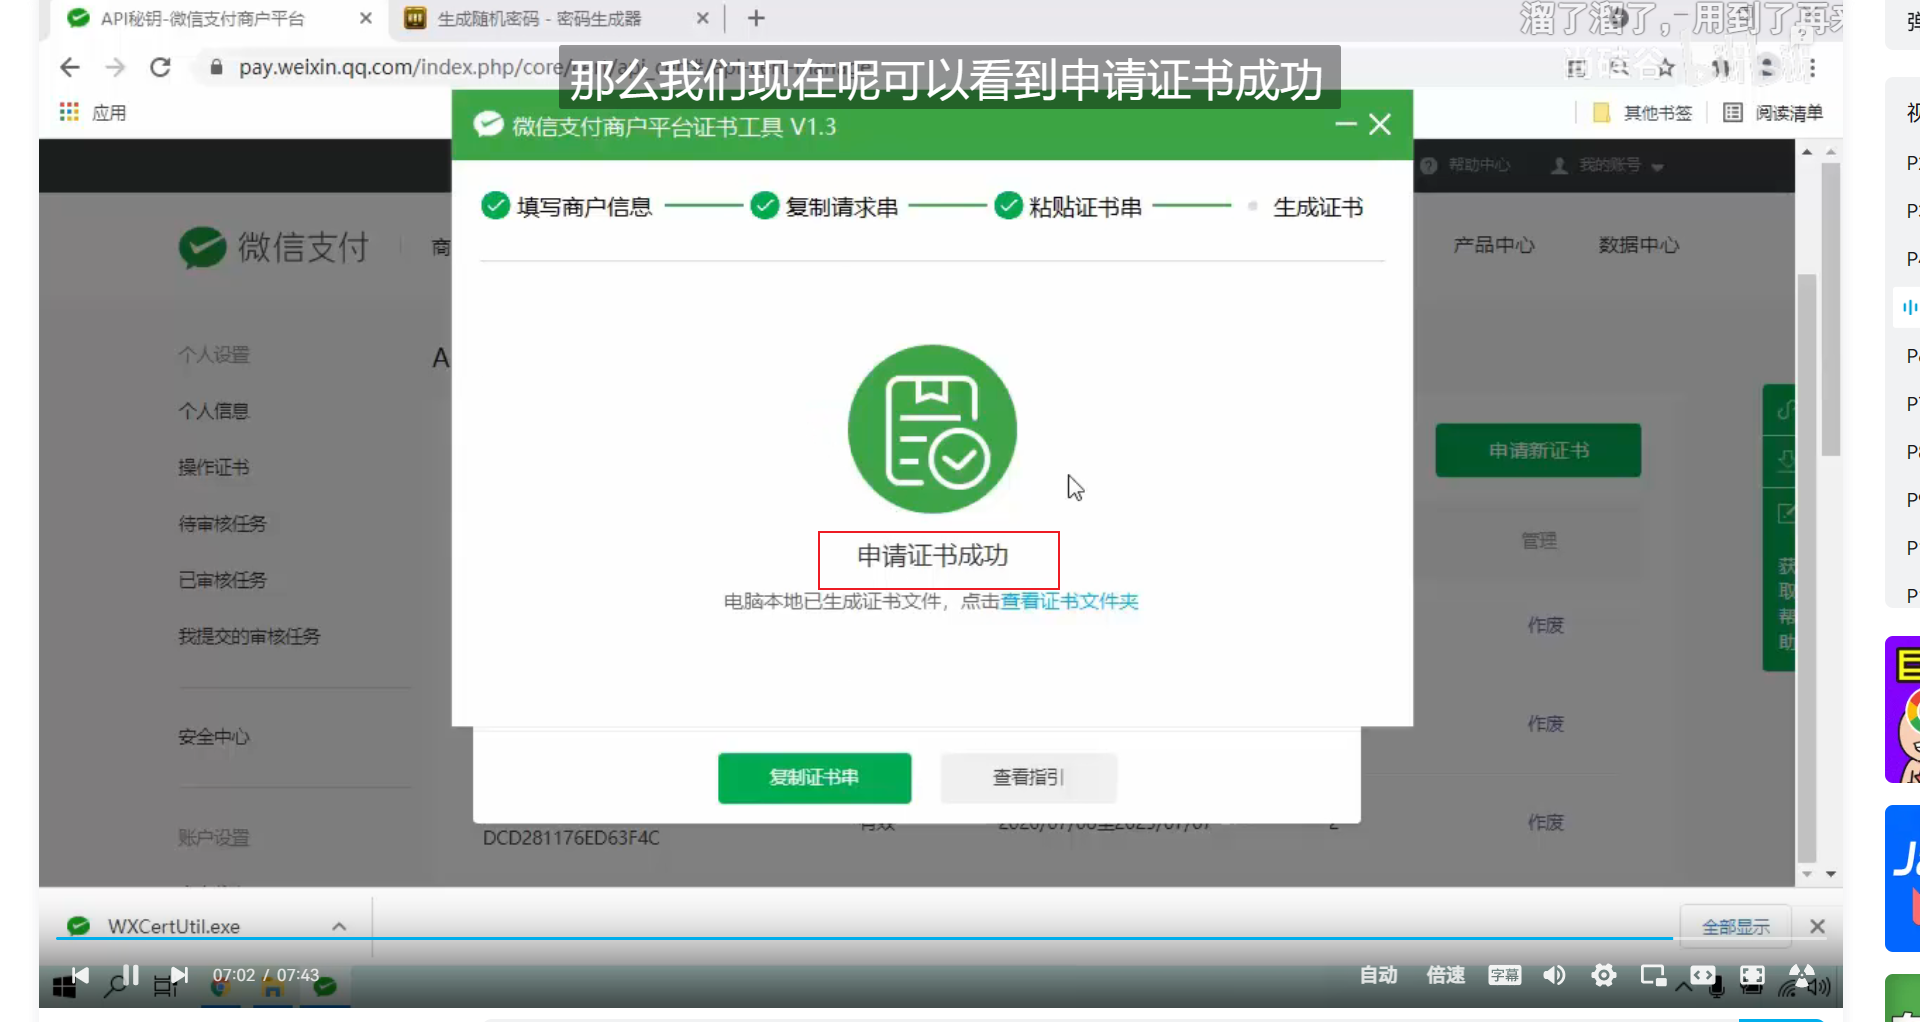 API秘钥-微信支付商户平台
生成随机密码 - 密码生成器
溜了溜了，一用到了再来
pay.weixin.qq.com/index.php/core/
那么我们现在呢可以看到申请证书成功
应用
其他书签
阅读清单
微信支付商户平台证书工具 V1.3
帮助中心
我的账号
填写商户信息
复制请求串
粘贴证书串
生成证书
微信支付
商
产品中心
数据中心
个人设置
A
个人信息
操作证书
申请新证书
待审核任务
管理
申请证书成功
已审核任务
电脑本地已生成证书文件，点击查看证书文件夹
获取帮助
作废
我提交的审核任务
作废
安全中心
复制证书串
查看指引
作废
账户设置
DCD281176ED63F4C
WXCertUtil.exe
全部显示
07:02 / 07:43
自动
倍速
字幕